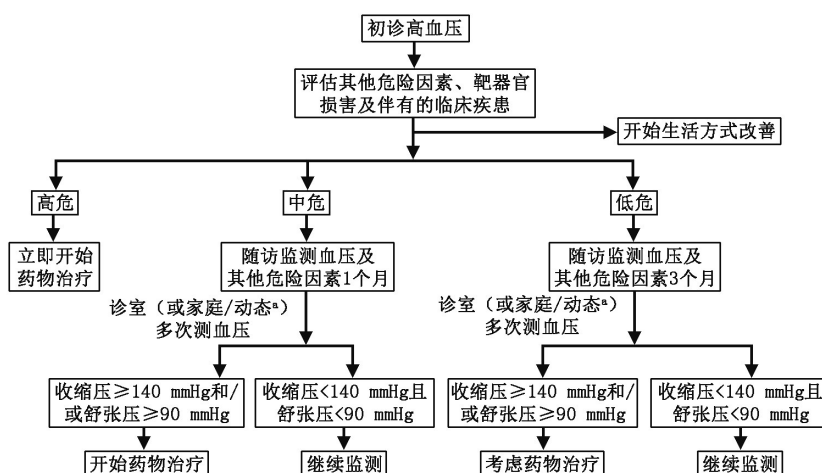 初诊高血压
评估其他危险因素、靶器官
损害及伴有的临床疾患
开始生活方式改善
高危
中危
低危
立即开始
药物治疗
随访监测血压及
其他危险因素1个月
随访监测血压及
其他危险因素3个月
诊室（或家庭/动态ᵃ）
多次测血压
诊室（或家庭/动态ᵃ）
多次测血压
收缩压≥140 mmHg和/
或舒张压≥90 mmHg
收缩压<140 mmHg且
舒张压<90 mmHg
收缩压≥140 mmHg和/
或舒张压≥90 mmHg
收缩压<140 mmHg且
舒张压<90 mmHg
开始药物治疗
继续监测
考虑药物治疗
继续监测